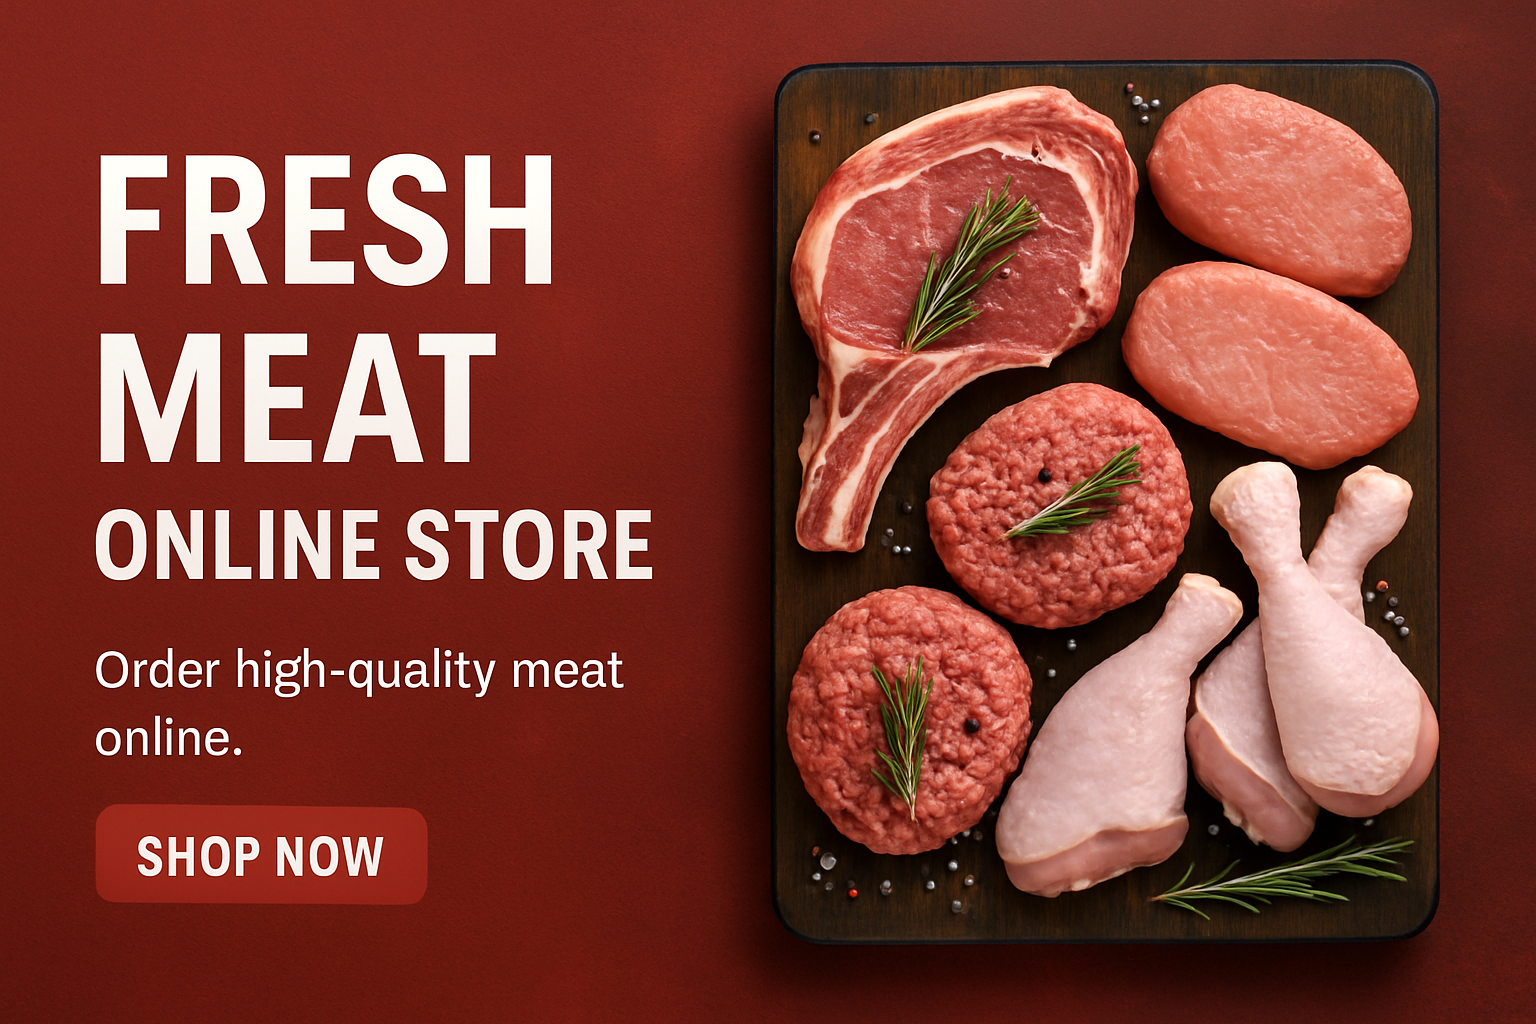 FRESH
MEAT
ONLINE STORE
Order high-quality meat
online.
SHOP NOW